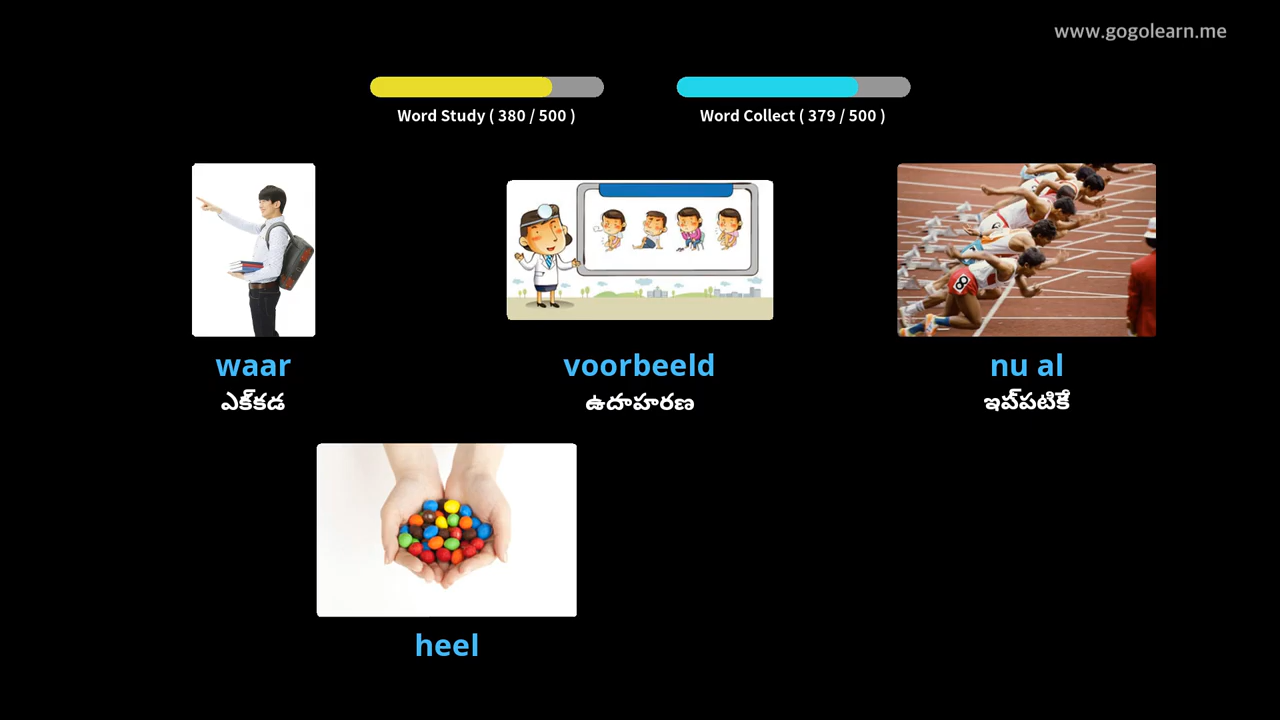 www.gogolearn.me
Word Study ( 380 / 500 )
Word Collect ( 379 / 500 )
waar
voorbeeld
nu al
ఎక్కడ
ఉదాహరణ
ఇప్పటికే
8
heel